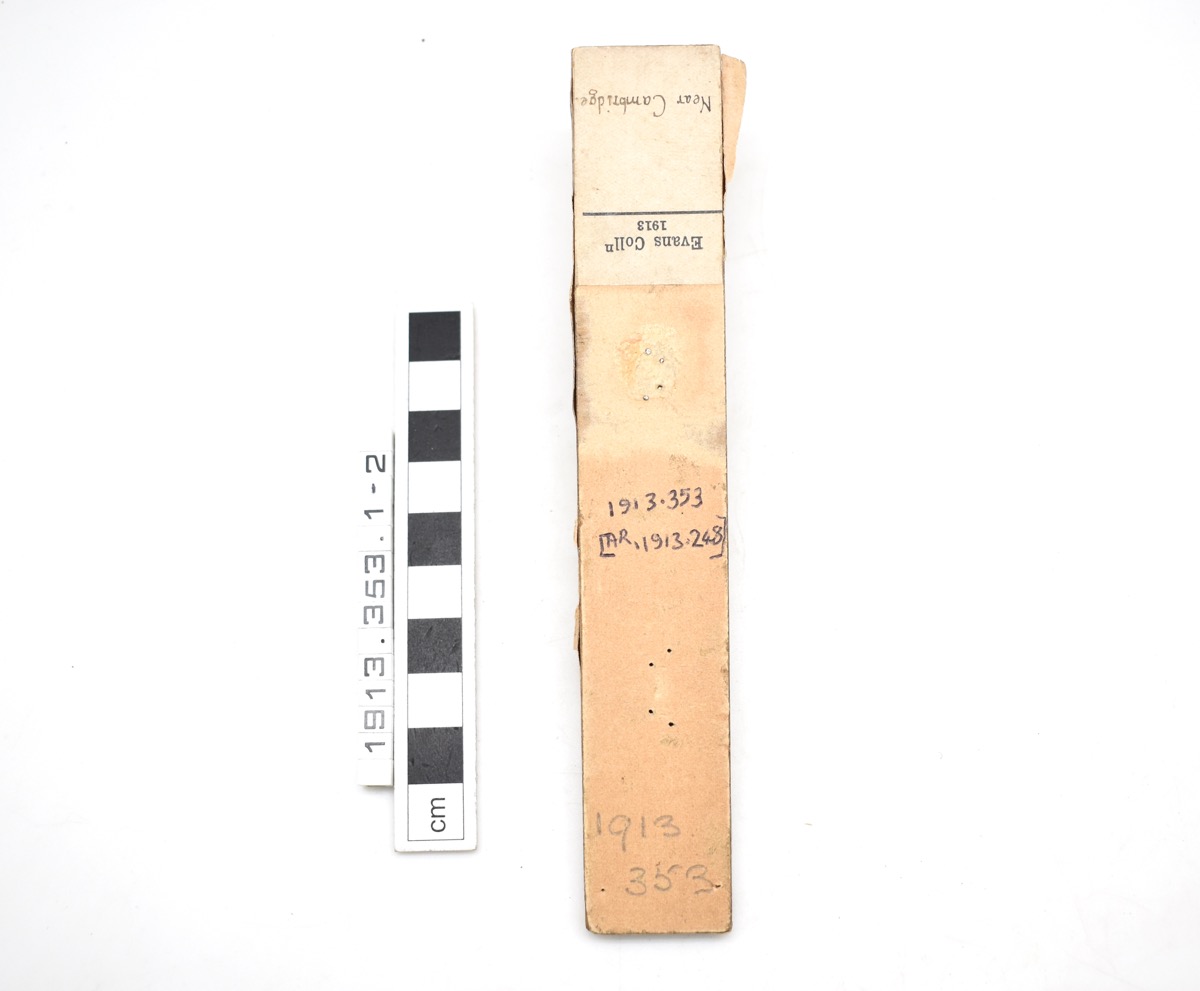 Near Cambridge.
Evans Collⁿ
1913
1913.353
[AR.1913.248]
1913
353
1913.353.1-2
cm